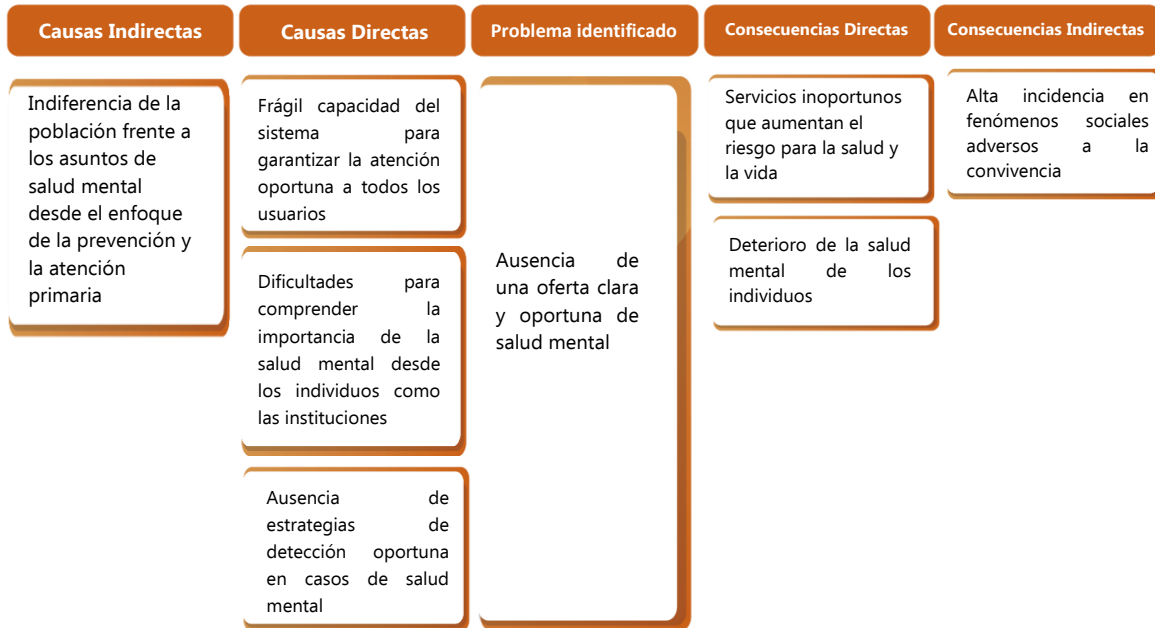 Causas Indirectas
Causas Directas
Problema identificado
Consecuencias Directas
Consecuencias Indirectas
Indiferencia de la
población frente a
los asuntos de
salud mental
desde el enfoque
de la prevención y
la atención
primaria
Frágil capacidad del
sistema para
garantizar la atención
oportuna a todos los
usuarios
Dificultades para
comprender la
importancia de la
salud mental desde
los individuos como
las instituciones
Ausencia de
estrategias de
detección oportuna
en casos de salud
mental
Ausencia de
una oferta clara
y oportuna de
salud mental
Servicios inoportunos
que aumentan el
riesgo para la salud y
la vida
Deterioro de la salud
mental de los
individuos
Alta incidencia en
fenómenos sociales
adversos a la
convivencia